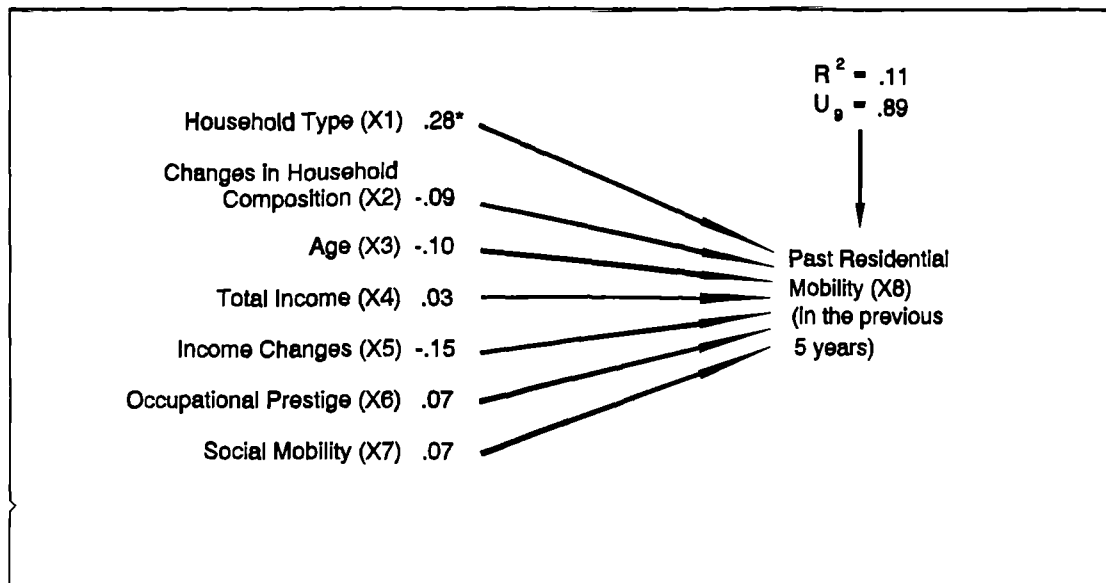 R² = .11
U₉ = .89
Household Type (X1) .28*
Changes in Household
Composition (X2) -.09
Age (X3) -.10
Total Income (X4) .03
Income Changes (X5) -.15
Occupational Prestige (X6) .07
Social Mobility (X7) .07
Past Residential
Mobility (X8)
(in the previous
5 years)